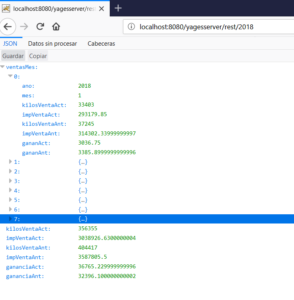 localhost:8080/yagesserver/rest/
localhost:8080/yagesserver/rest/2018
JSON Datos sin procesar Cabeceras
Guardar Copiar
ventasMes:
0:
ano: 2018
mes: 1
kilosVentaAct: 33403
impVentaAct: 293179.85
kilosVentaAnt: 37245
impVentaAnt: 314302.33999999997
gananAct: 3036.75
gananAnt: 3385.8999999999996
1: {…}
2: {…}
3: {…}
4: {…}
5: {…}
6: {…}
7: {…}
kilosVentaAct: 356355
impVentaAct: 3038926.6300000004
kilosVentaAnt: 404417
impVentaAnt: 3587805.5
gananciaAct: 36765.229999999996
gananciaAnt: 32396.100000000002